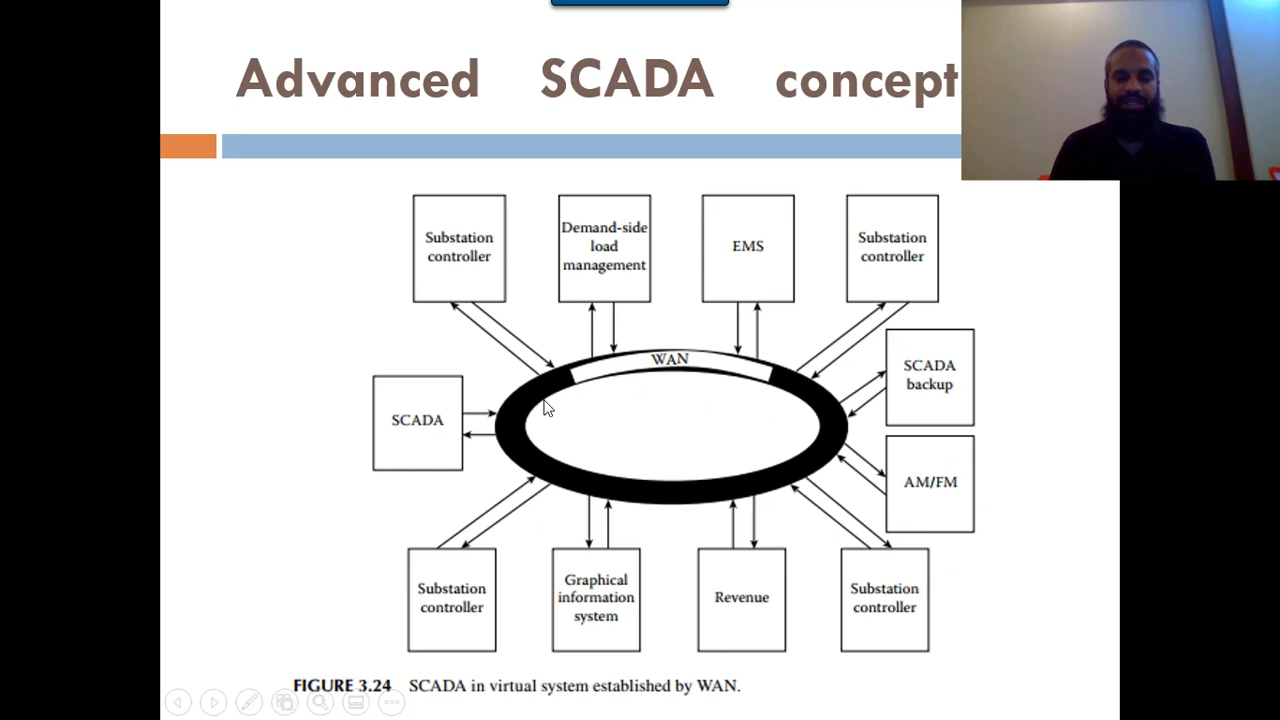 Advanced SCADA concept
Substation
controller
Demand-side
load
management
EMS
Substation
controller
WAN
SCADA
backup
SCADA
AM/FM
Substation
controller
Graphical
information
system
Revenue
Substation
controller
FIGURE 3.24 SCADA in virtual system established by WAN.